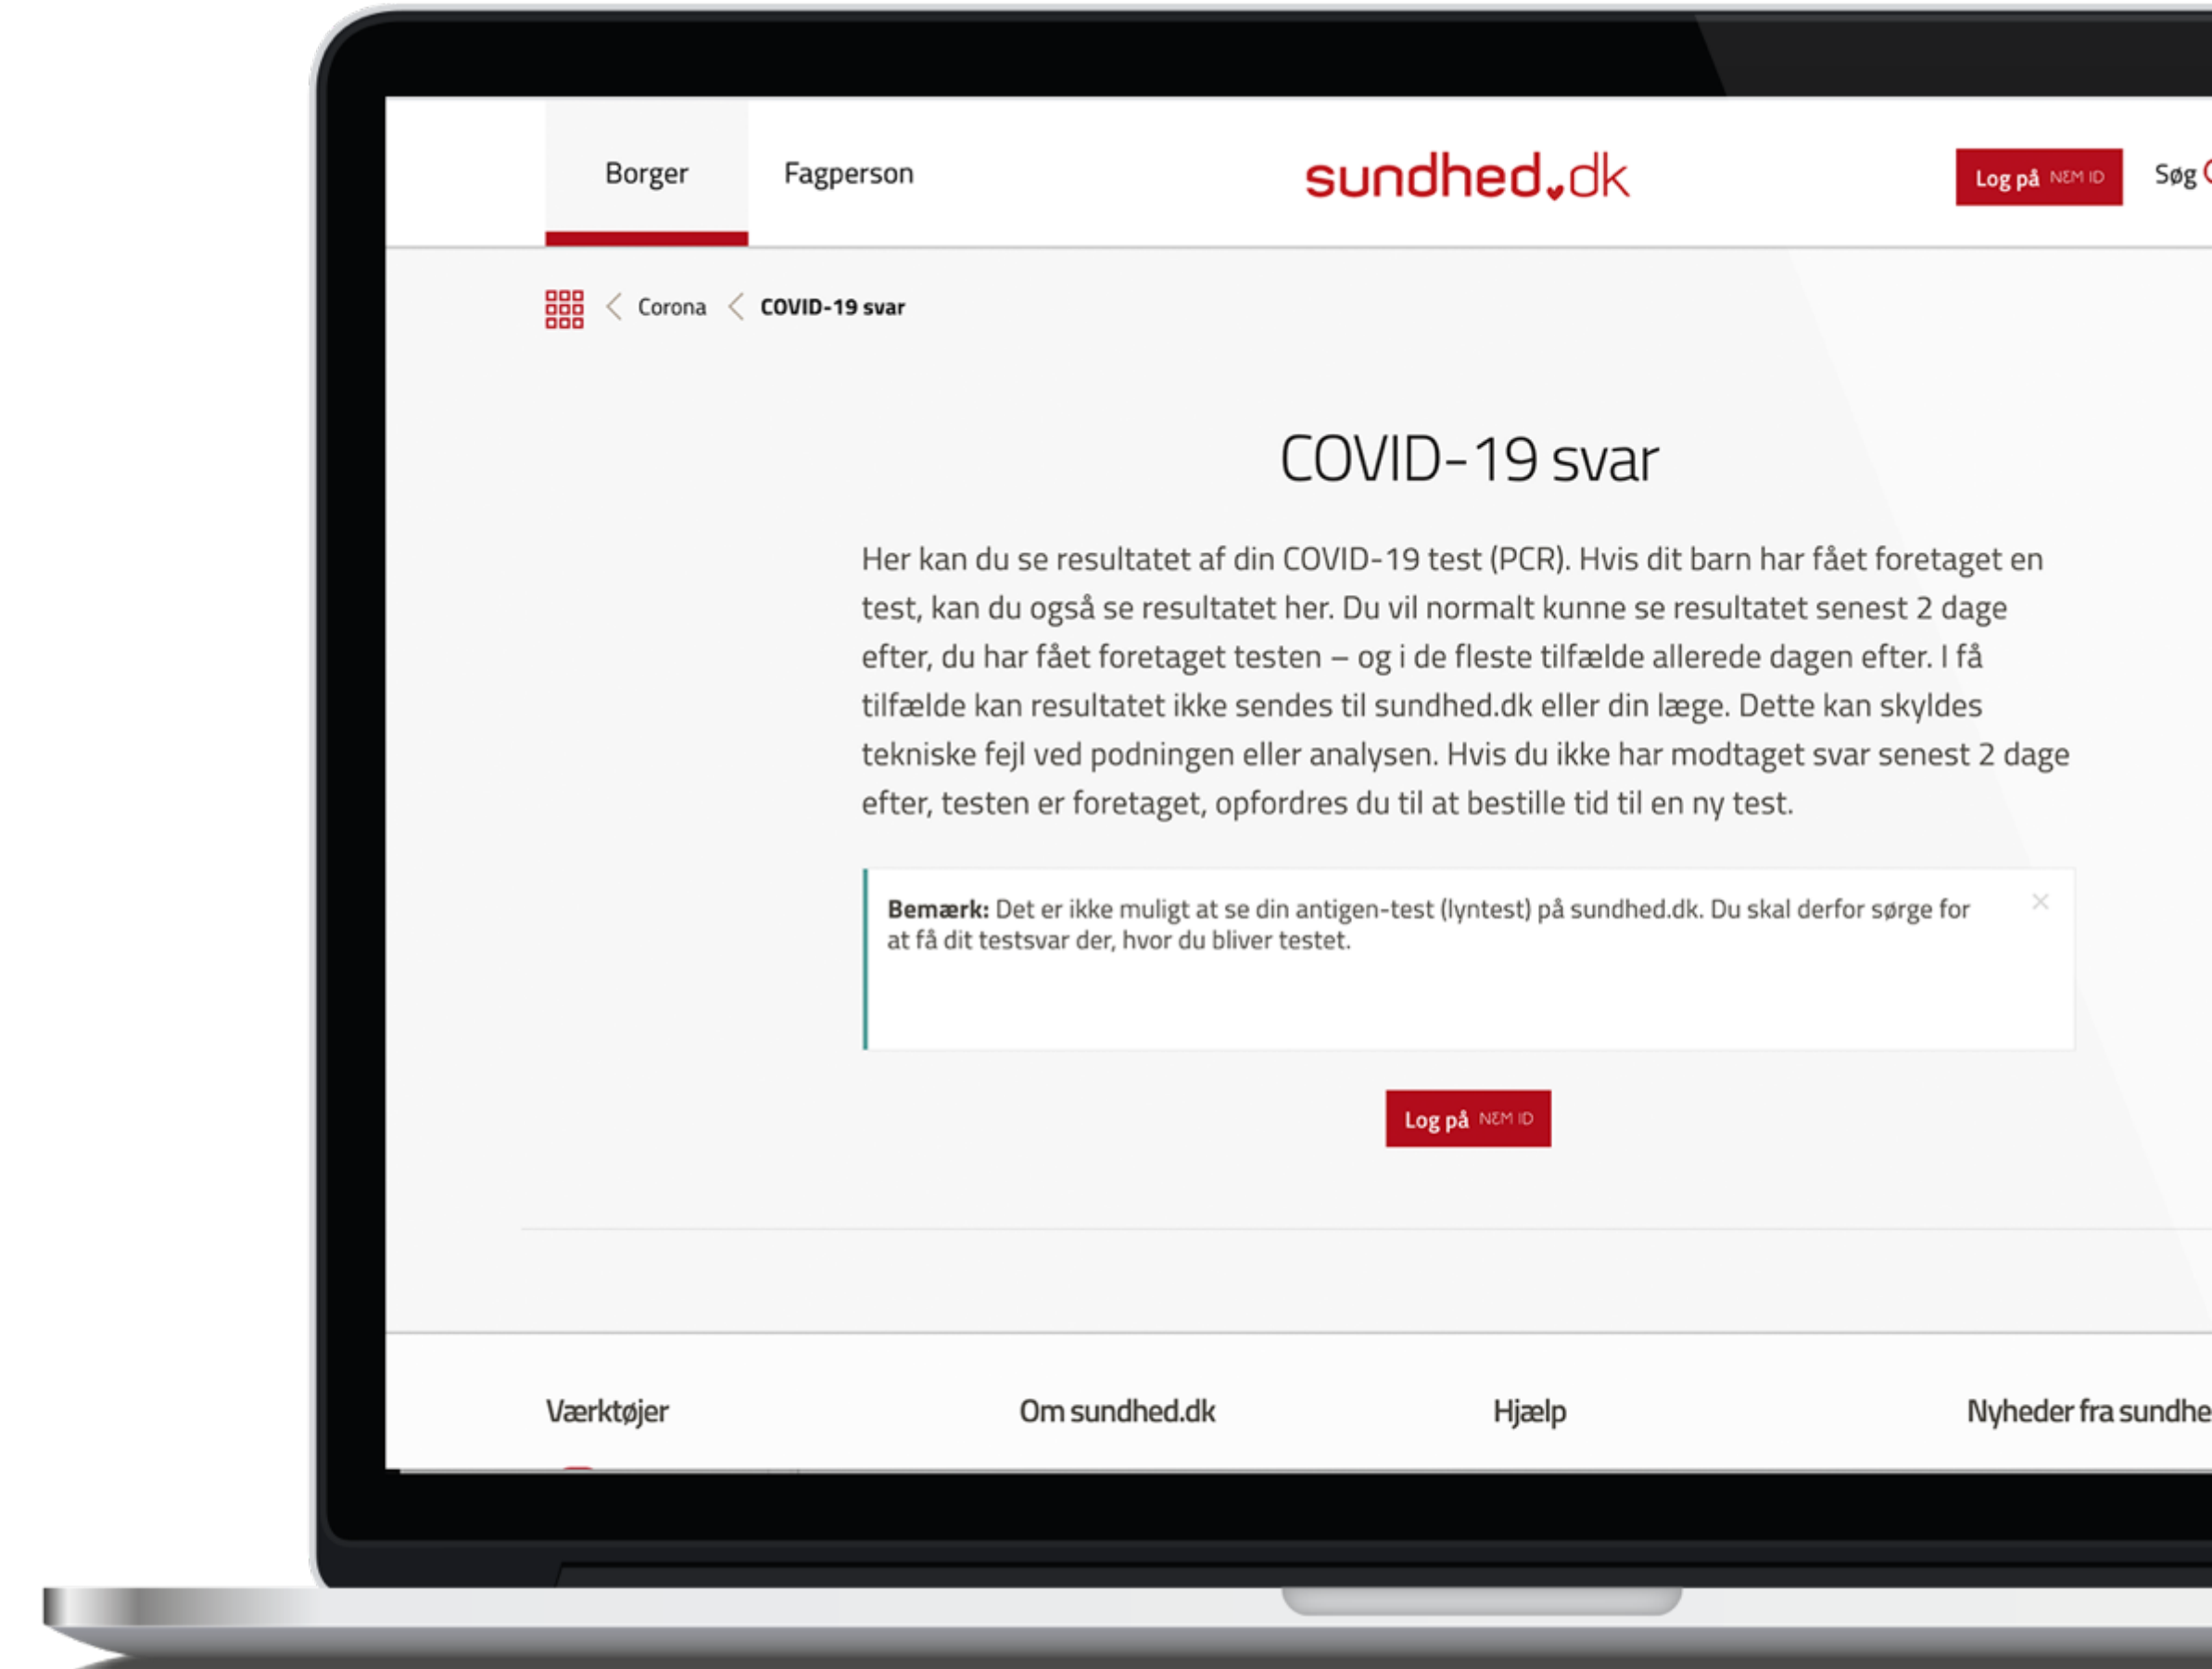 Borger
Fagperson
sundhed.dk
Log på NEM ID
Søg
Corona
COVID-19 svar
COVID-19 svar
Her kan du se resultatet af din COVID-19 test (PCR). Hvis dit barn har fået foretaget en
test, kan du også se resultatet her. Du vil normalt kunne se resultatet senest 2 dage
efter, du har fået foretaget testen – og i de fleste tilfælde allerede dagen efter. I få
tilfælde kan resultatet ikke sendes til sundhed.dk eller din læge. Dette kan skyldes
tekniske fejl ved podningen eller analysen. Hvis du ikke har modtaget svar senest 2 dage
efter, testen er foretaget, opfordres du til at bestille tid til en ny test.
Bemærk: Det er ikke muligt at se din antigen-test (lyntest) på sundhed.dk. Du skal derfor sørge for
at få dit testsvar der, hvor du bliver testet.
Log på NEM ID
Værktøjer
Om sundhed.dk
Hjælp
Nyheder fra sundhe